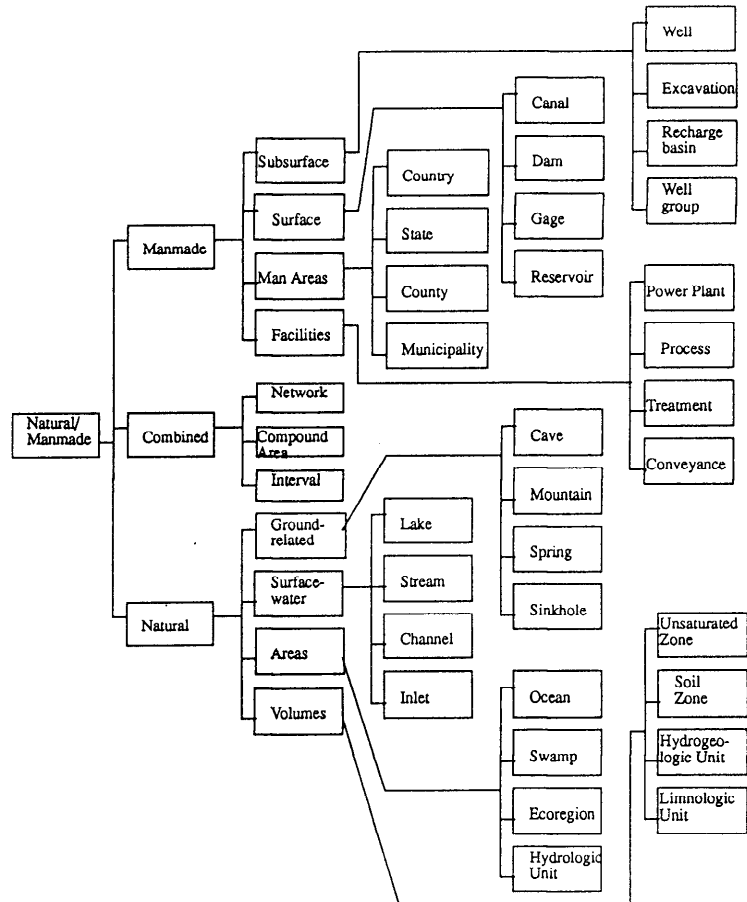 Natural/
Manmade
Manmade
Combined
Natural
Subsurface
Surface
Man Areas
Facilities
Network
Compound
Area
Interval
Ground-
related
Surface-
water
Areas
Volumes
Country
State
County
Municipality
Lake
Stream
Channel
Inlet
Canal
Dam
Gage
Reservoir
Cave
Mountain
Spring
Sinkhole
Ocean
Swamp
Ecoregion
Hydrologic
Unit
Well
Excavation
Recharge
basin
Well
group
Power Plant
Process
Treatment
Conveyance
Unsaturated
Zone
Soil
Zone
Hydrogeo-
logic Unit
Limnologic
Unit